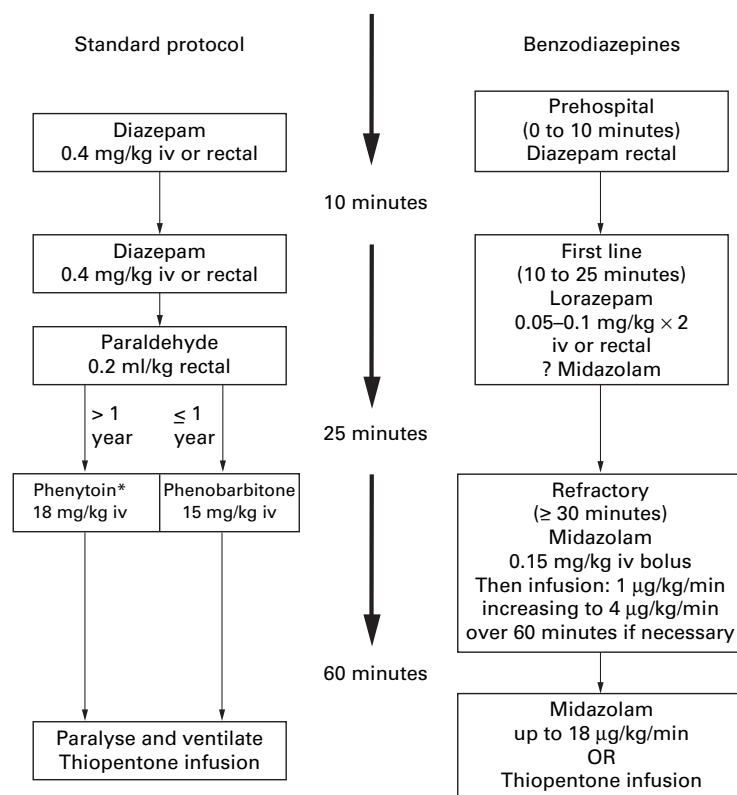 Standard protocol
Diazepam
0.4 mg/kg iv or rectal
Diazepam
0.4 mg/kg iv or rectal
Paraldehyde
0.2 ml/kg rectal
> 1
year
≤ 1
year
Phenytoin*
18 mg/kg iv
Phenobarbitone
15 mg/kg iv
Paralyse and ventilate
Thiopentone infusion
10 minutes
25 minutes
60 minutes
Benzodiazepines
Prehospital
(0 to 10 minutes)
Diazepam rectal
First line
(10 to 25 minutes)
Lorazepam
0.05–0.1 mg/kg × 2
iv or rectal
? Midazolam
Refractory
(≥ 30 minutes)
Midazolam
0.15 mg/kg iv bolus
Then infusion: 1 µg/kg/min
increasing to 4 µg/kg/min
over 60 minutes if necessary
Midazolam
up to 18 µg/kg/min
OR
Thiopentone infusion